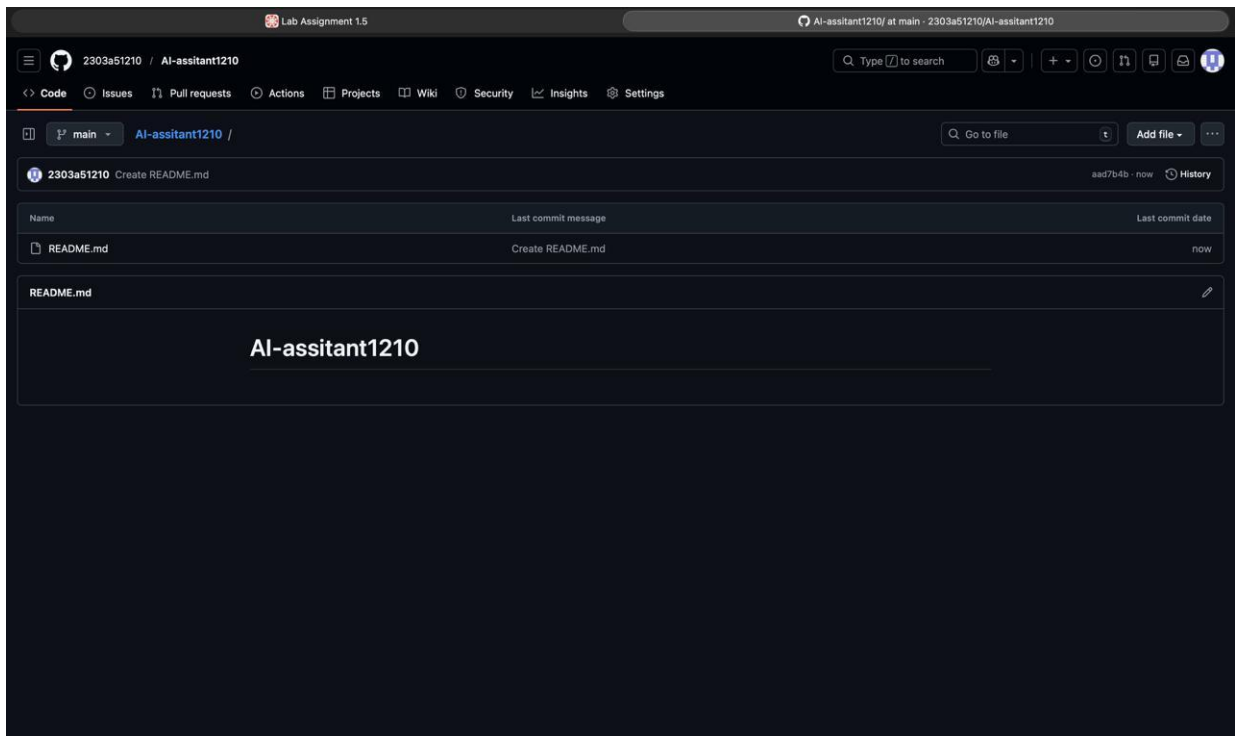 Lab Assignment 1.5
AI-assitant1210/ at main · 2303a51210/AI-assitant1210
2303a51210 / AI-assitant1210
Type / to search
Code Issues Pull requests Actions Projects Wiki Security Insights Settings
main AI-assitant1210 /
Go to file t Add file
2303a51210 Create README.md aad7b4b · now History
Name Last commit message Last commit date
README.md Create README.md now
README.md
AI-assitant1210